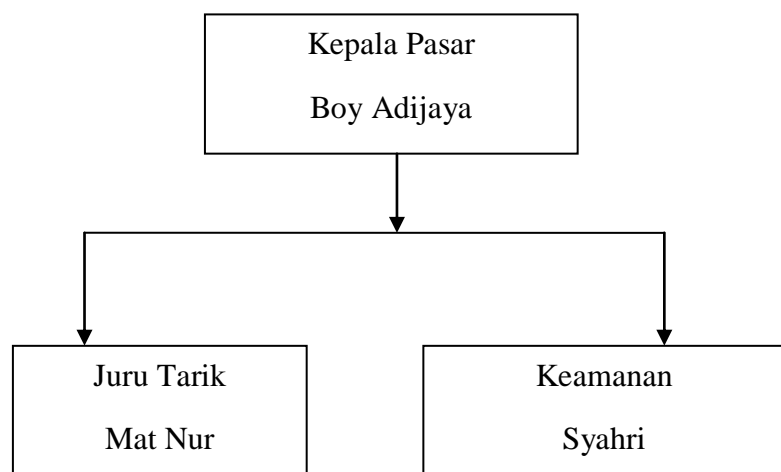 Kepala Pasar
Boy Adijaya
Juru Tarik
Mat Nur
Keamanan
Syahri